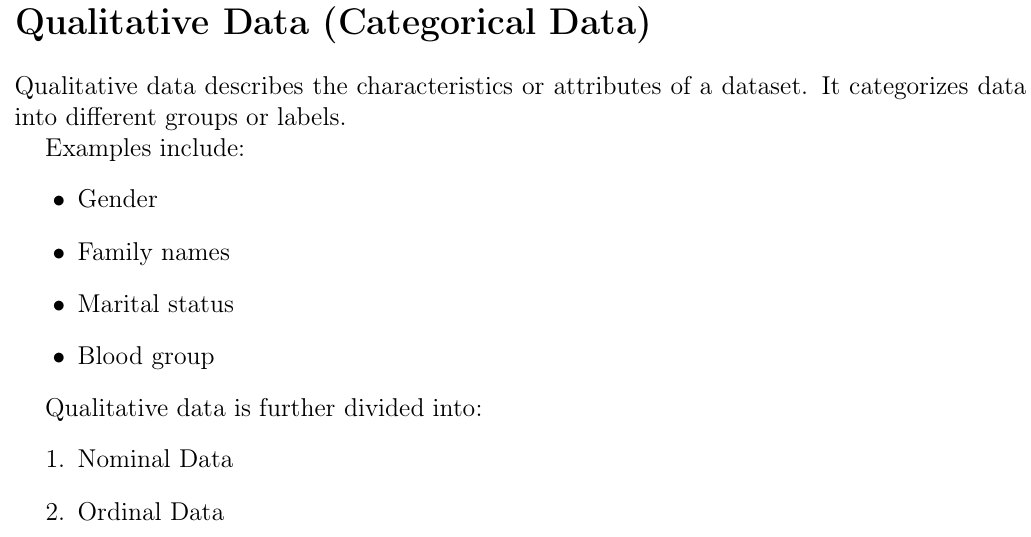 Qualitative Data (Categorical Data)
Qualitative data describes the characteristics or attributes of a dataset. It categorizes data
into different groups or labels.
Examples include:
• Gender
• Family names
• Marital status
• Blood group
Qualitative data is further divided into:
1. Nominal Data
2. Ordinal Data